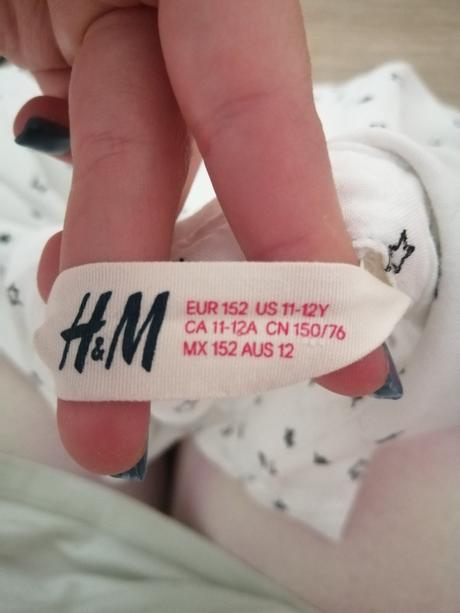 H&M
EUR 152 US 11-12Y
CA 11-12A CN 150/76
MX 152 AUS 12